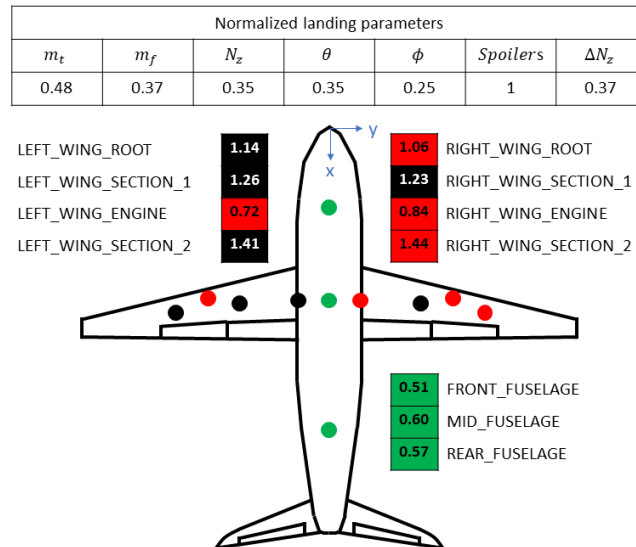 Normalized landing parameters
m_t m_f N_z θ ϕ Spoilers ΔN_z
0.48 0.37 0.35 0.35 0.25 1 0.37
y
x
LEFT_WING_ROOT 1.14
LEFT_WING_SECTION_1 1.26
LEFT_WING_ENGINE 0.72
LEFT_WING_SECTION_2 1.41
1.06 RIGHT_WING_ROOT
1.23 RIGHT_WING_SECTION_1
0.84 RIGHT_WING_ENGINE
1.44 RIGHT_WING_SECTION_2
0.51 FRONT_FUSELAGE
0.60 MID_FUSELAGE
0.57 REAR_FUSELAGE